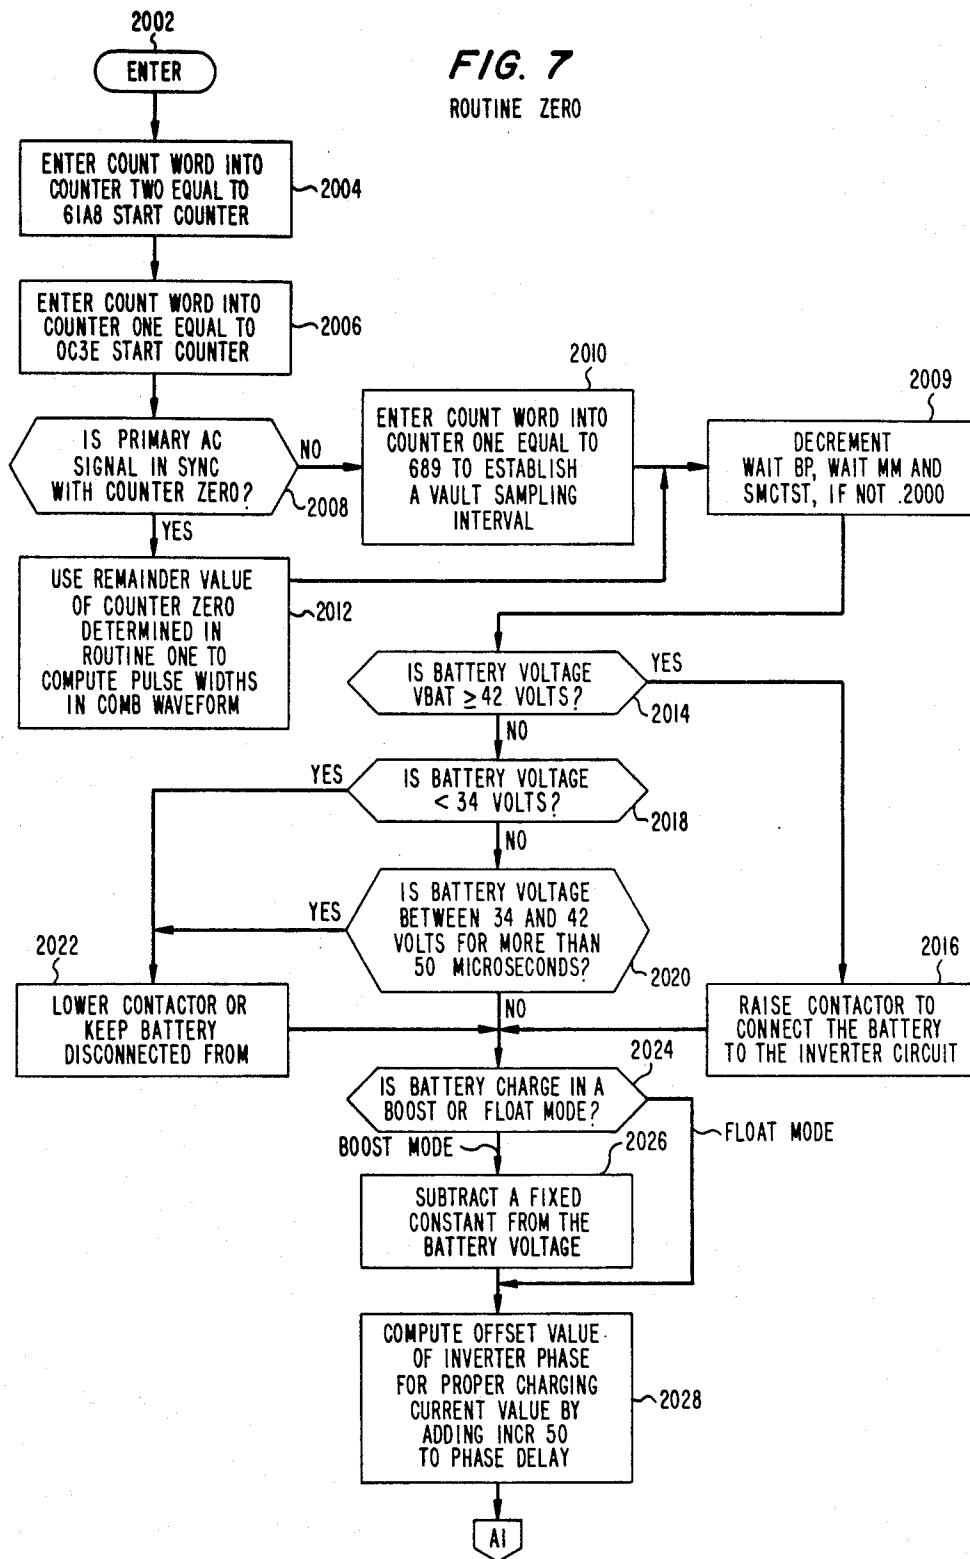 2002
ENTER
FIG. 7
ROUTINE ZERO
ENTER COUNT WORD INTO
COUNTER TWO EQUAL TO
61A8 START COUNTER
2004
ENTER COUNT WORD INTO
COUNTER ONE EQUAL TO
0C3E START COUNTER
2006
IS PRIMARY AC
SIGNAL IN SYNC
WITH COUNTER ZERO?
2008
NO
YES
2010
ENTER COUNT WORD INTO
COUNTER ONE EQUAL TO
689 TO ESTABLISH
A VAULT SAMPLING
INTERVAL
2009
DECREMENT
WAIT BP, WAIT MM AND
SMCTST, IF NOT .2000
USE REMAINDER VALUE
OF COUNTER ZERO
DETERMINED IN
ROUTINE ONE TO
COMPUTE PULSE WIDTHS
IN COMB WAVEFORM
2012
IS BATTERY VOLTAGE
VBAT ≥ 42 VOLTS?
YES
2014
NO
YES
IS BATTERY VOLTAGE
< 34 VOLTS?
2018
NO
YES
IS BATTERY VOLTAGE
BETWEEN 34 AND 42
VOLTS FOR MORE THAN
50 MICROSECONDS?
2020
NO
2022
LOWER CONTACTOR OR
KEEP BATTERY
DISCONNECTED FROM
2016
RAISE CONTACTOR TO
CONNECT THE BATTERY
TO THE INVERTER CIRCUIT
2024
IS BATTERY CHARGE IN A
BOOST OR FLOAT MODE?
BOOST MODE
FLOAT MODE
2026
SUBTRACT A FIXED
CONSTANT FROM THE
BATTERY VOLTAGE
COMPUTE OFFSET VALUE
OF INVERTER PHASE
FOR PROPER CHARGING
CURRENT VALUE BY
ADDING INCR 50
TO PHASE DELAY
2028
A1